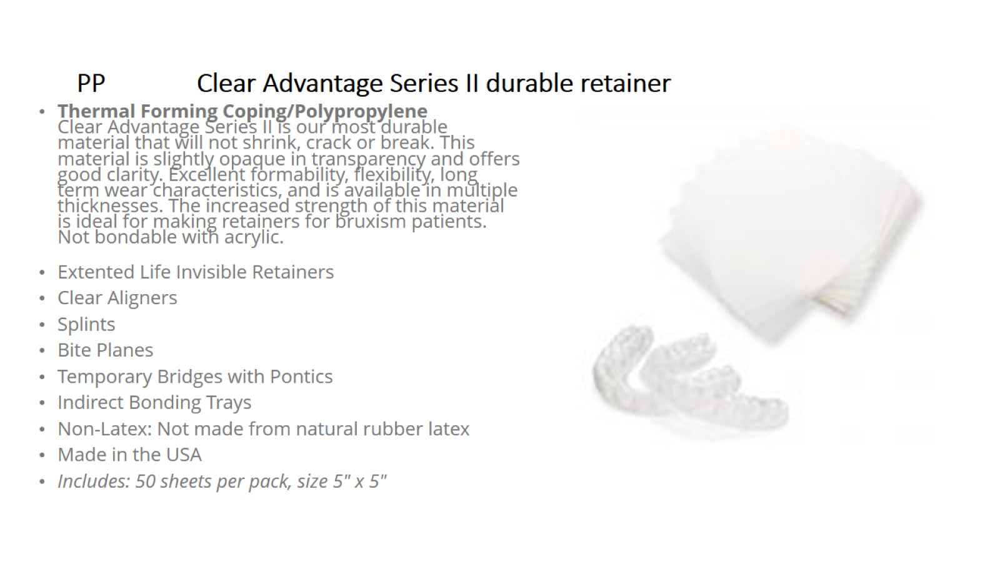 PP Clear Advantage Series II durable retainer
• Thermal Forming Coping/Polypropylene
Clear Advantage Series II is our most durable
material that will not shrink, crack or break. This
material is slightly opaque in transparency and offers
good clarity. Excellent formability, flexibility, long
term wear characteristics, and is available in multiple
thicknesses. The increased strength of this material
is ideal for making retainers for bruxism patients.
Not bondable with acrylic.
• Extented Life Invisible Retainers
• Clear Aligners
• Splints
• Bite Planes
• Temporary Bridges with Pontics
• Indirect Bonding Trays
• Non-Latex: Not made from natural rubber latex
• Made in the USA
• Includes: 50 sheets per pack, size 5" x 5"